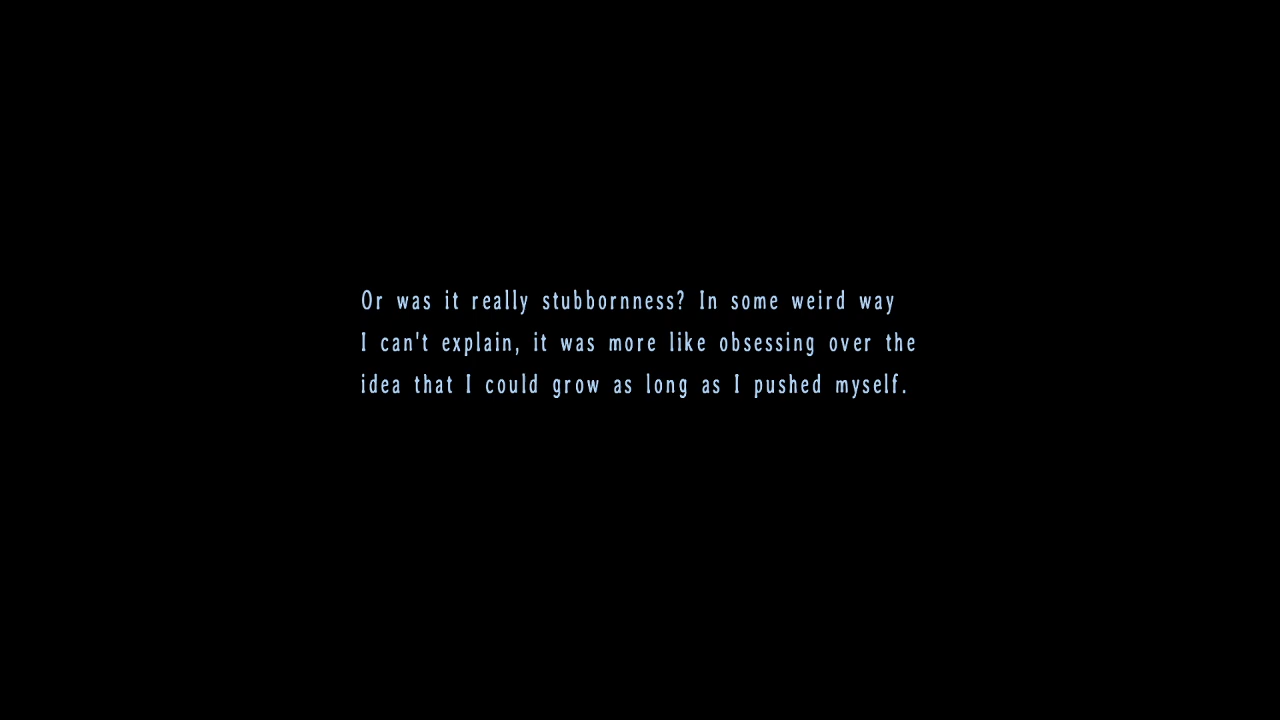 Or was it really stubbornness? In some weird way
I can't explain, it was more like obsessing over the
idea that I could grow as long as I pushed myself.